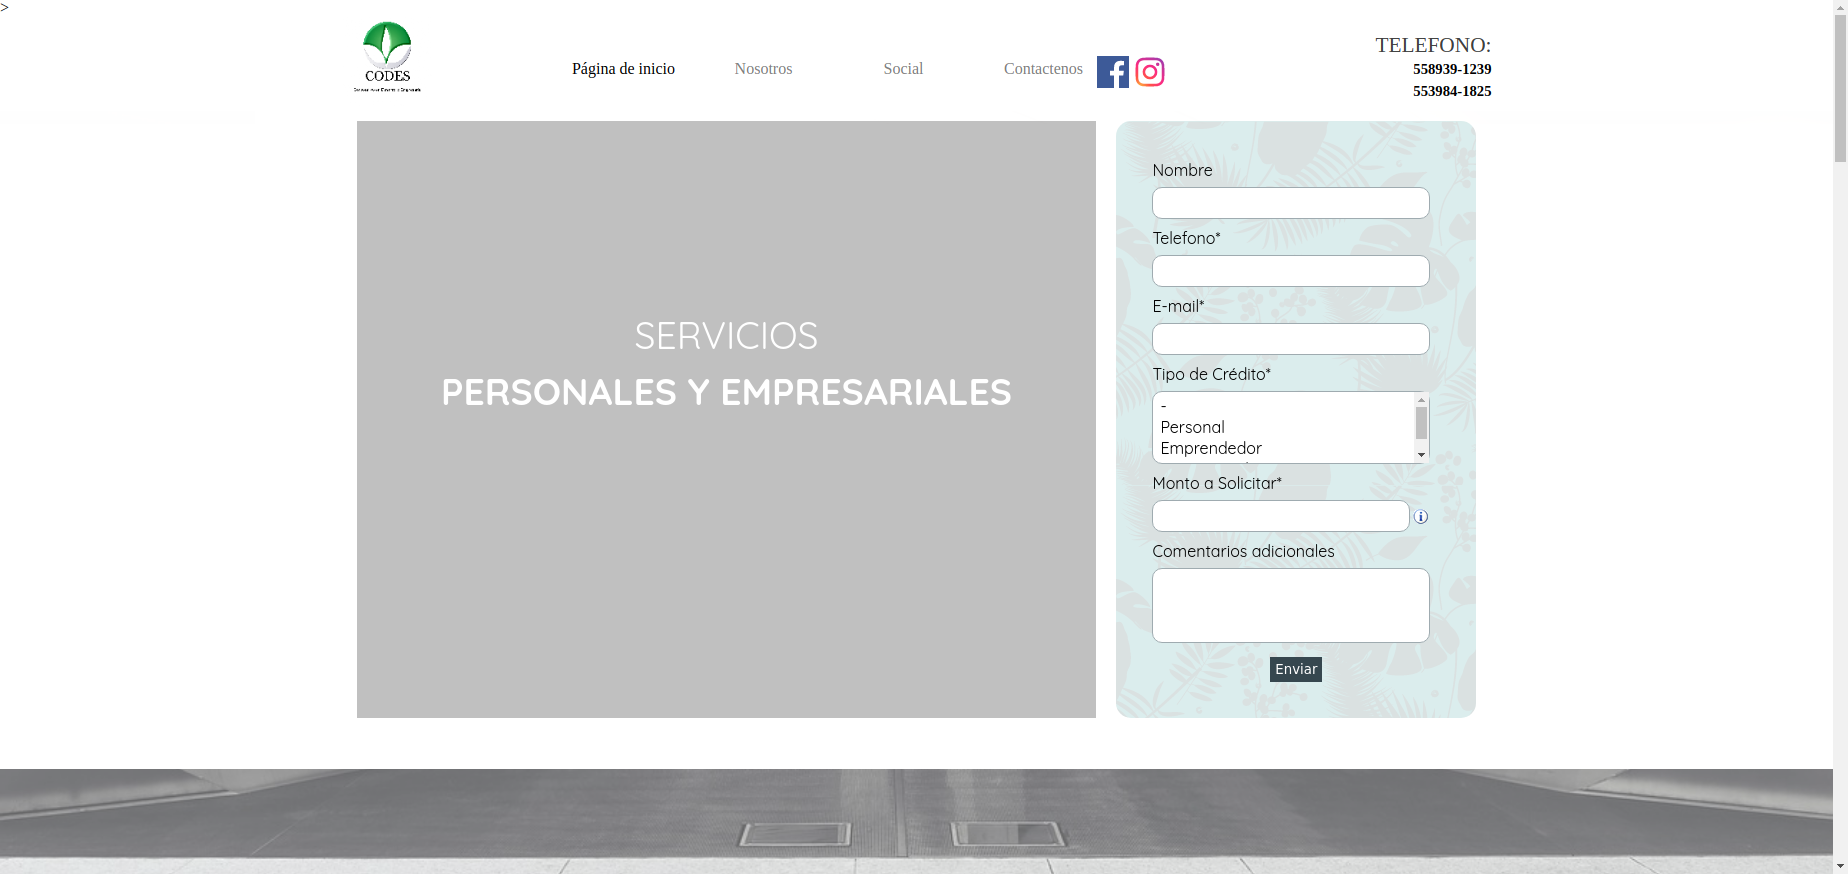 >
CODES
Página de inicio
Nosotros
Social
Contactenos
TELEFONO:
558939-1239
553984-1825
SERVICIOS
PERSONALES Y EMPRESARIALES
Nombre
Telefono*
E-mail*
Tipo de Crédito*
-
Personal
Emprendedor
Monto a Solicitar*
Comentarios adicionales
Enviar